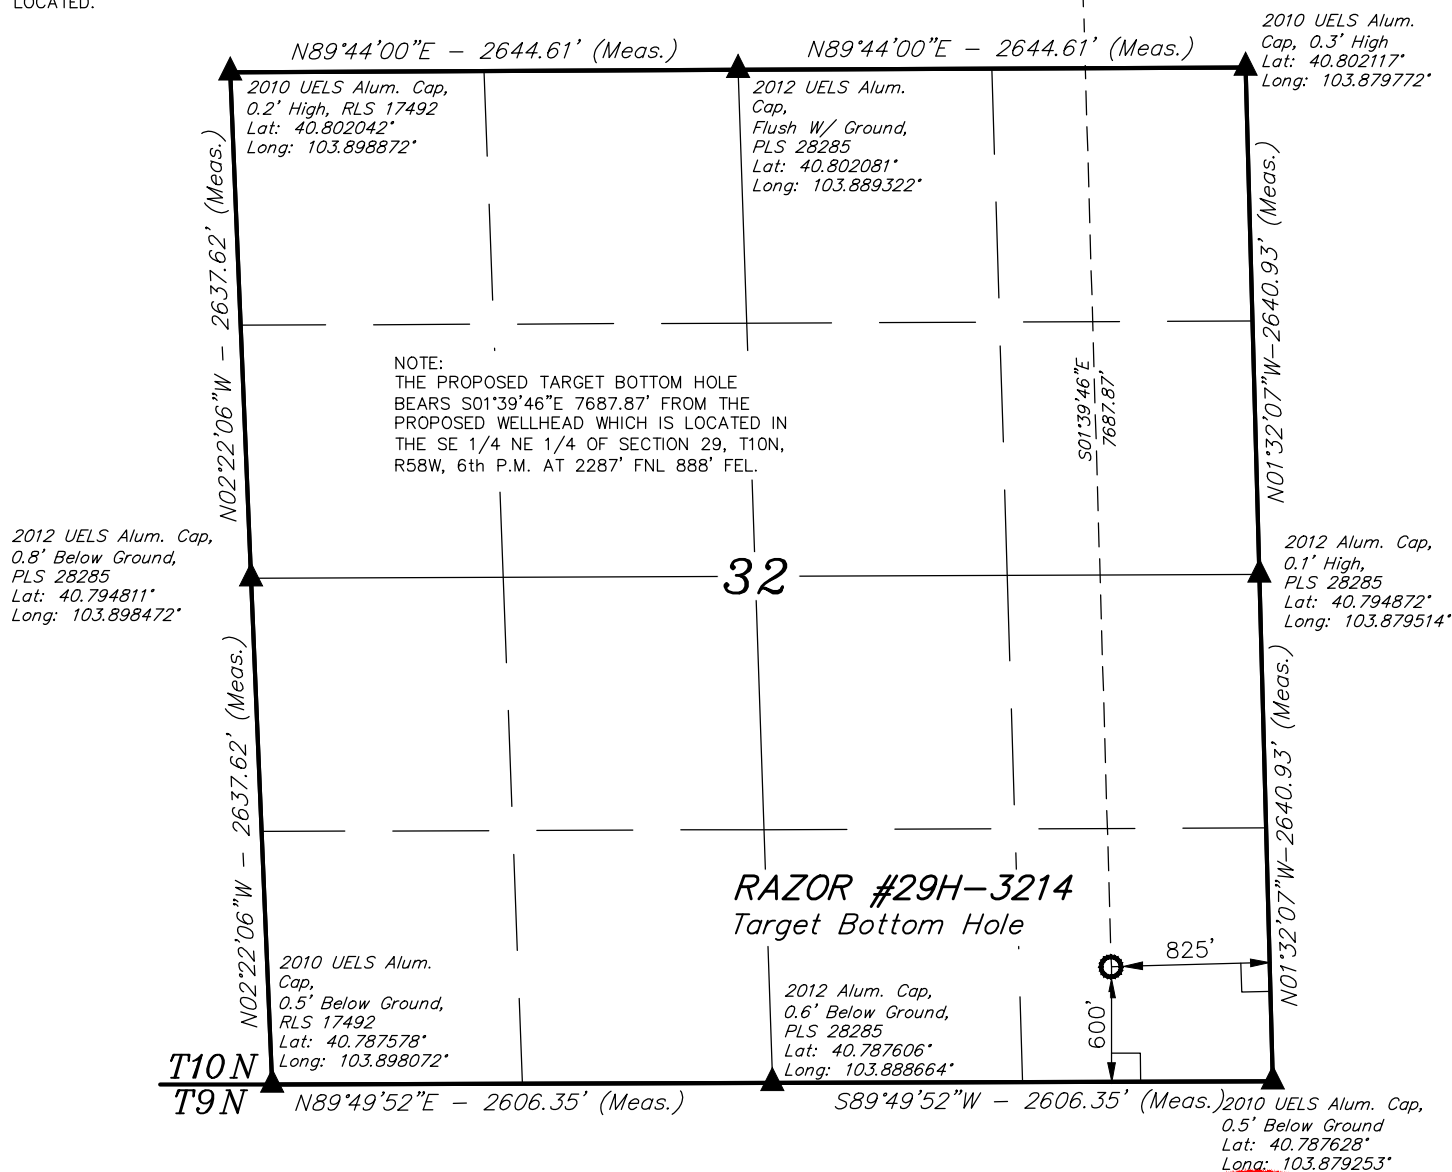 LOCATED.
N89°44'00"E - 2644.61' (Meas.)
N89°44'00"E - 2644.61' (Meas.)
2010 UELS Alum.
Cap, 0.3' High
Lat: 40.802117°
Long: 103.879772°
2010 UELS Alum. Cap,
0.2' High, RLS 17492
Lat: 40.802042°
Long: 103.898872°
2012 UELS Alum.
Cap,
Flush W/ Ground,
PLS 28285
Lat: 40.802081°
Long: 103.889322°
N02°22'06"W - 2637.62' (Meas.)
N01°32'07"W-2640.93' (Meas.)
NOTE:
THE PROPOSED TARGET BOTTOM HOLE
BEARS S01°39'46"E 7687.87' FROM THE
PROPOSED WELLHEAD WHICH IS LOCATED IN
THE SE 1/4 NE 1/4 OF SECTION 29, T10N,
R58W, 6th P.M. AT 2287' FNL 888' FEL.
S01°39'46"E
7687.87'
2012 UELS Alum. Cap,
0.8' Below Ground,
PLS 28285
Lat: 40.794811°
Long: 103.898472°
32
2012 Alum. Cap,
0.1' High,
PLS 28285
Lat: 40.794872°
Long: 103.879514°
N02°22'06"W - 2637.62' (Meas.)
N01°32'07"W-2640.93' (Meas.)
RAZOR #29H-3214
Target Bottom Hole
825'
600'
2010 UELS Alum.
Cap,
0.5' Below Ground,
RLS 17492
Lat: 40.787578°
Long: 103.898072°
2012 Alum. Cap,
0.6' Below Ground,
PLS 28285
Lat: 40.787606°
Long: 103.888664°
T10N
T9N
N89°49'52"E - 2606.35' (Meas.)
S89°49'52"W - 2606.35' (Meas.)
2010 UELS Alum. Cap,
0.5' Below Ground
Lat: 40.787628°
Long: 103.879253°